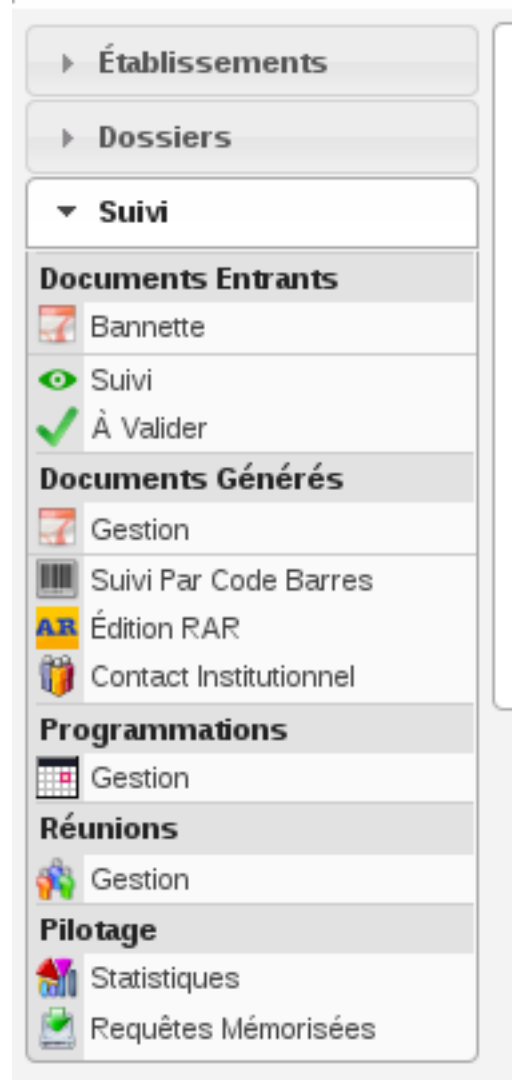 Établissements
Dossiers
Suivi
Documents Entrants
Bannette
Suivi
À Valider
Documents Générés
Gestion
Suivi Par Code Barres
AR Édition RAR
Contact Institutionnel
Programmations
Gestion
Réunions
Gestion
Pilotage
Statistiques
Requêtes Mémorisées